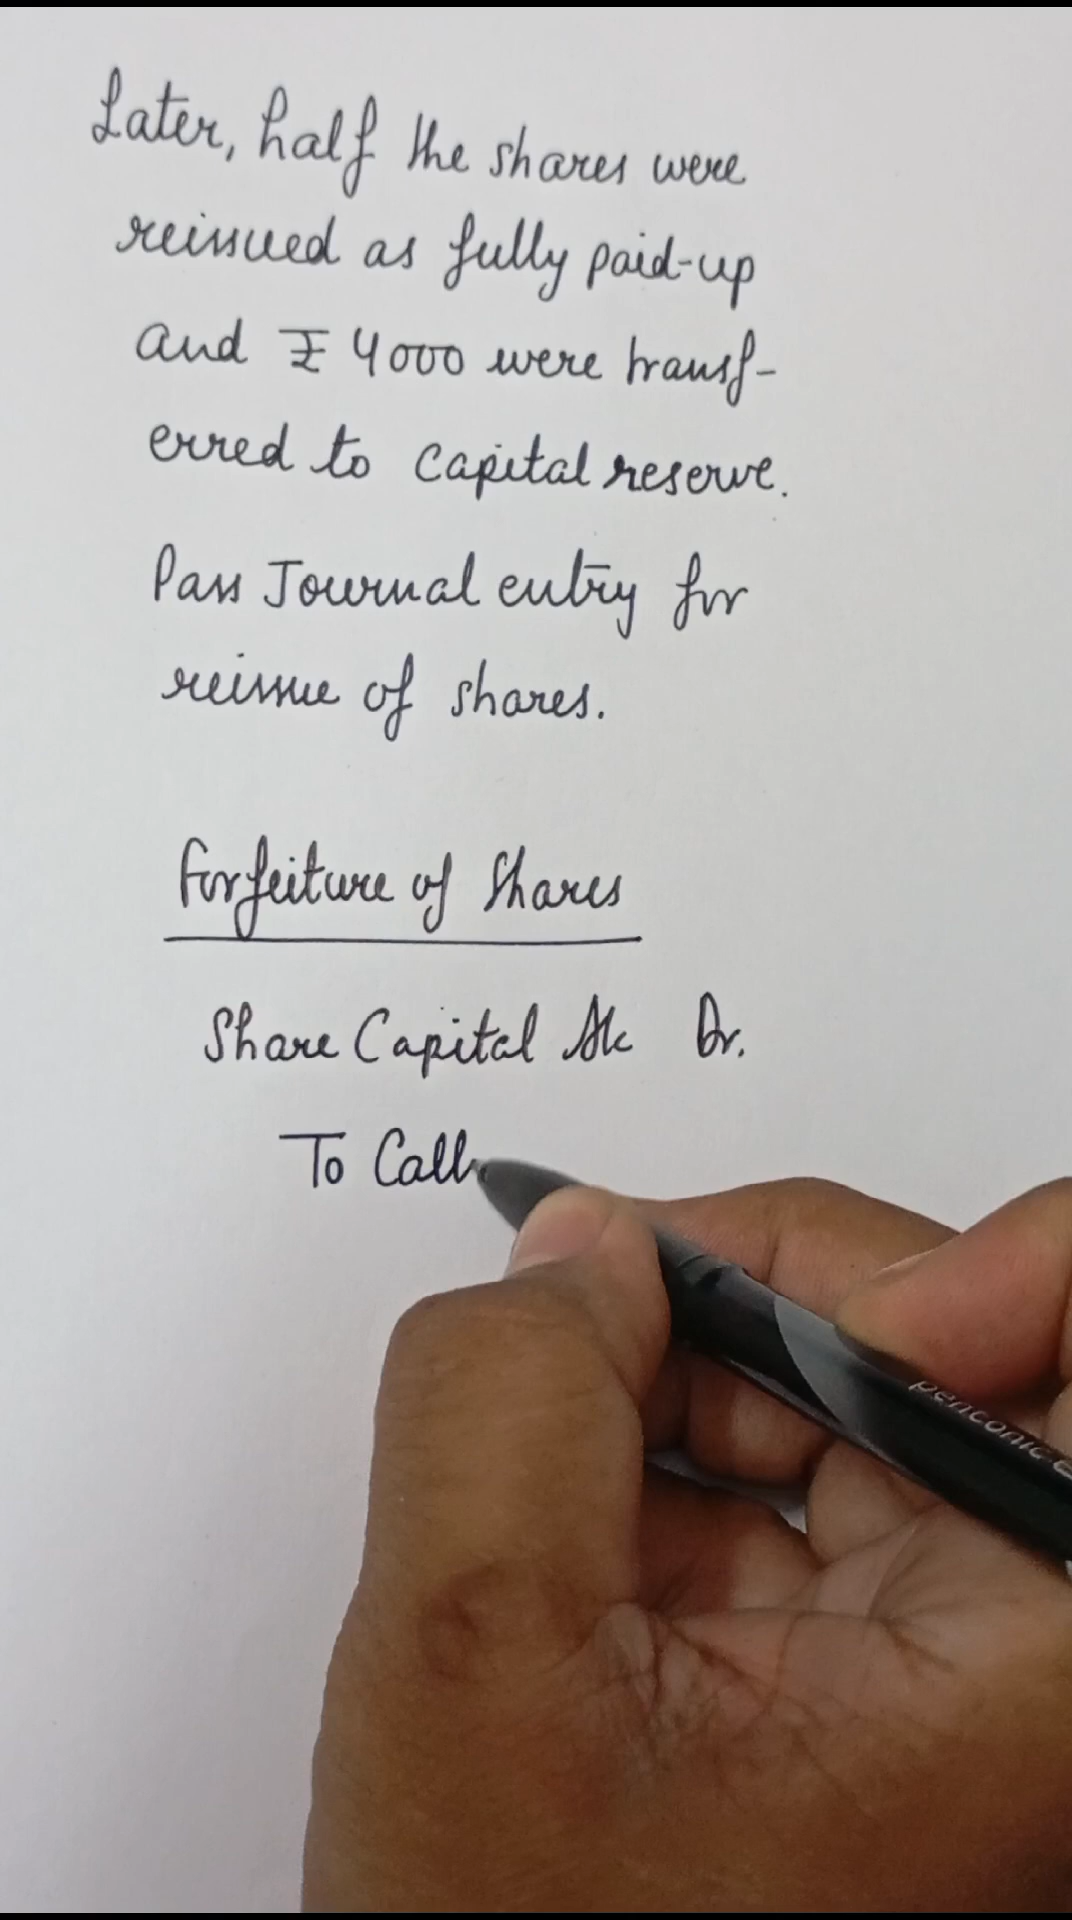 Later, half the shares were
reissued as fully paid-up
and ₹ 4000 were transf-
erred to capital reserve.
Pass Journal entry for
reissue of shares.
Forfeiture of Shares
Share Capital A/c Dr.
To Call